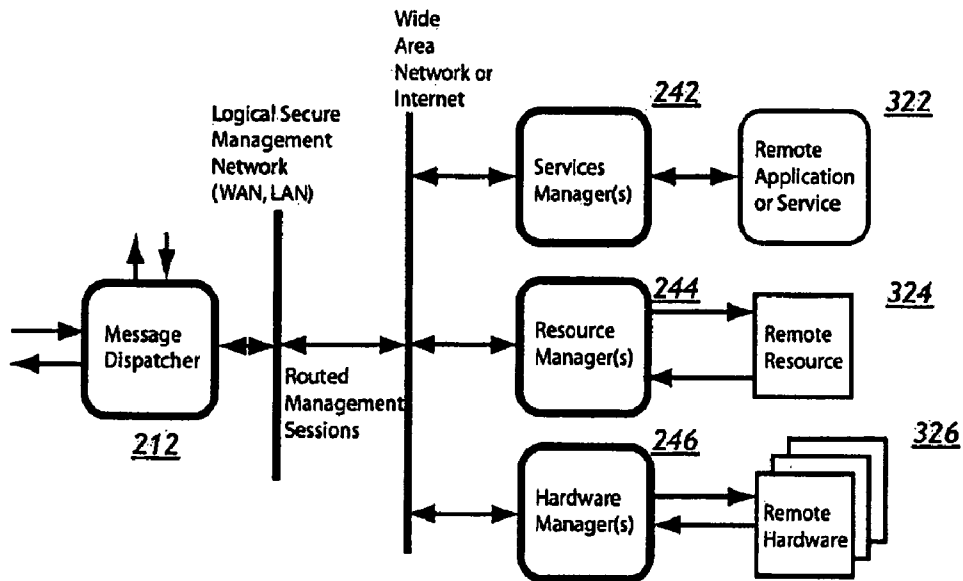 Wide
Area
Network or
Internet
Logical Secure
Management
Network
(WAN, LAN)
Message
Dispatcher
212
Routed
Management
Sessions
242
Services
Manager(s)
322
Remote
Application
or Service
244
Resource
Manager(s)
324
Remote
Resource
246
Hardware
Manager(s)
326
Remote
Hardware